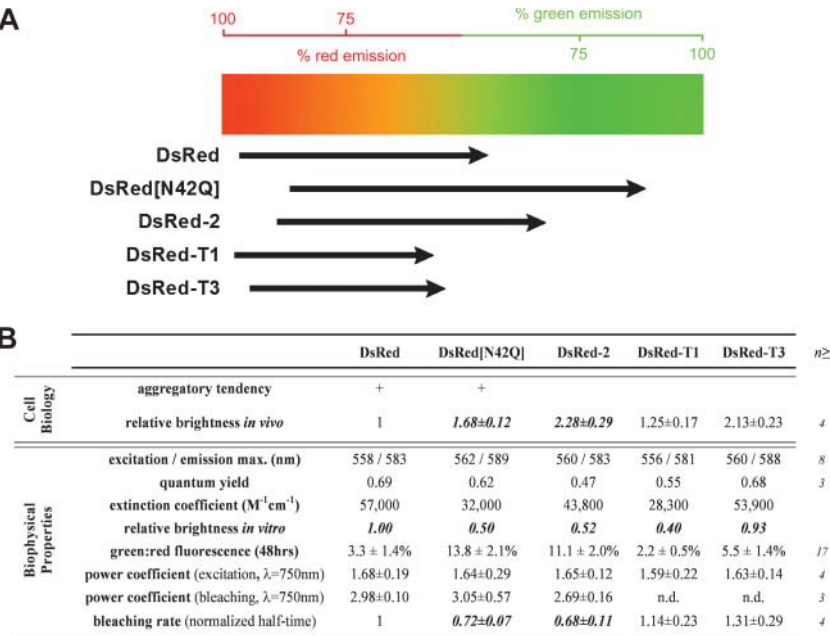 A
100 75 % green emission
% red emission 75 100
DsRed
DsRed[N42Q]
DsRed-2
DsRed-T1
DsRed-T3
B
DsRed DsRed[N42Q] DsRed-2 DsRed-T1 DsRed-T3 n≥
Cell Biology
aggregatory tendency + +
relative brightness in vivo 1 1.68±0.12 2.28±0.29 1.25±0.17 2.13±0.23 4
Biophysical Properties
excitation / emission max. (nm) 558 / 583 562 / 589 560 / 583 556 / 581 560 / 588 8
quantum yield 0.69 0.62 0.47 0.55 0.68 3
extinction coefficient (M⁻¹cm⁻¹) 57,000 32,000 43,800 28,300 53,900
relative brightness in vitro 1.00 0.50 0.52 0.40 0.93
green:red fluorescence (48hrs) 3.3 ± 1.4% 13.8 ± 2.1% 11.1 ± 2.0% 2.2 ± 0.5% 5.5 ± 1.4% 17
power coefficient (excitation, λ=750nm) 1.68±0.19 1.64±0.29 1.65±0.12 1.59±0.22 1.63±0.14 4
power coefficient (bleaching, λ=750nm) 2.98±0.10 3.05±0.57 2.69±0.16 n.d. n.d. 3
bleaching rate (normalized half-time) 1 0.72±0.07 0.68±0.11 1.14±0.23 1.31±0.29 4